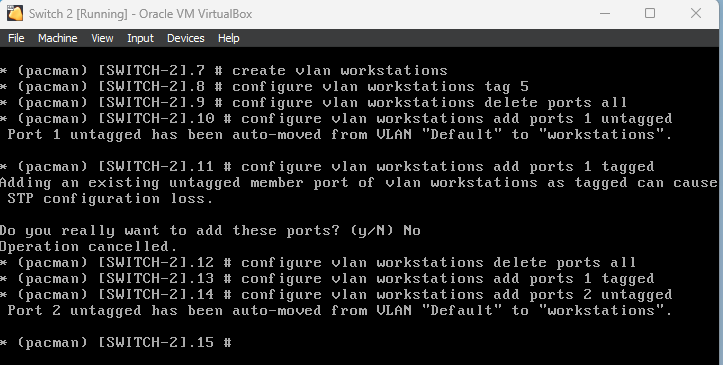 Switch 2 [Running] - Oracle VM VirtualBox
File Machine View Input Devices Help
* (pacman) [SWITCH-2].7 # create vlan workstations
* (pacman) [SWITCH-2].8 # configure vlan workstations tag 5
* (pacman) [SWITCH-2].9 # configure vlan workstations delete ports all
* (pacman) [SWITCH-2].10 # configure vlan workstations add ports 1 untagged
Port 1 untagged has been auto-moved from VLAN "Default" to "workstations".
* (pacman) [SWITCH-2].11 # configure vlan workstations add ports 1 tagged
Adding an existing untagged member port of vlan workstations as tagged can cause
STP configuration loss.
Do you really want to add these ports? (y/N) No
Operation cancelled.
* (pacman) [SWITCH-2].12 # configure vlan workstations delete ports all
* (pacman) [SWITCH-2].13 # configure vlan workstations add ports 1 tagged
* (pacman) [SWITCH-2].14 # configure vlan workstations add ports 2 untagged
Port 2 untagged has been auto-moved from VLAN "Default" to "workstations".
* (pacman) [SWITCH-2].15 #